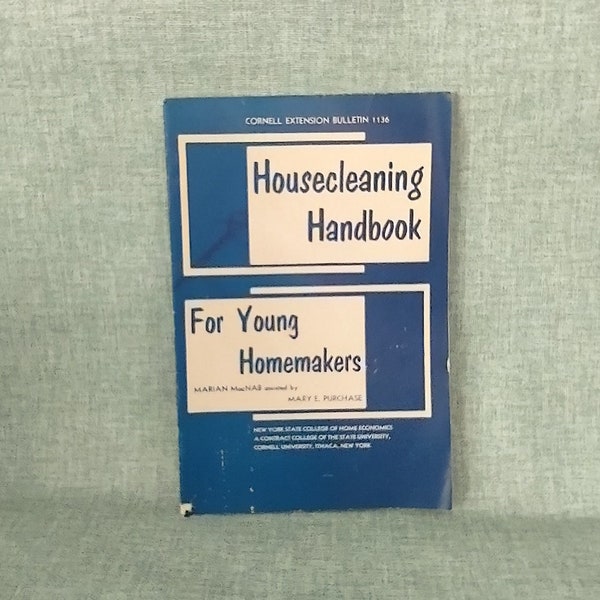 CORNELL EXTENSION BULLETIN 1136
Housecleaning
Handbook
For Young
Homemakers
MARIAN MacNAB assisted by
MARY E. PURCHASE
NEW YORK STATE COLLEGE OF HOME ECONOMICS
A CONTRACT COLLEGE OF THE STATE UNIVERSITY,
CORNELL UNIVERSITY, ITHACA, NEW YORK